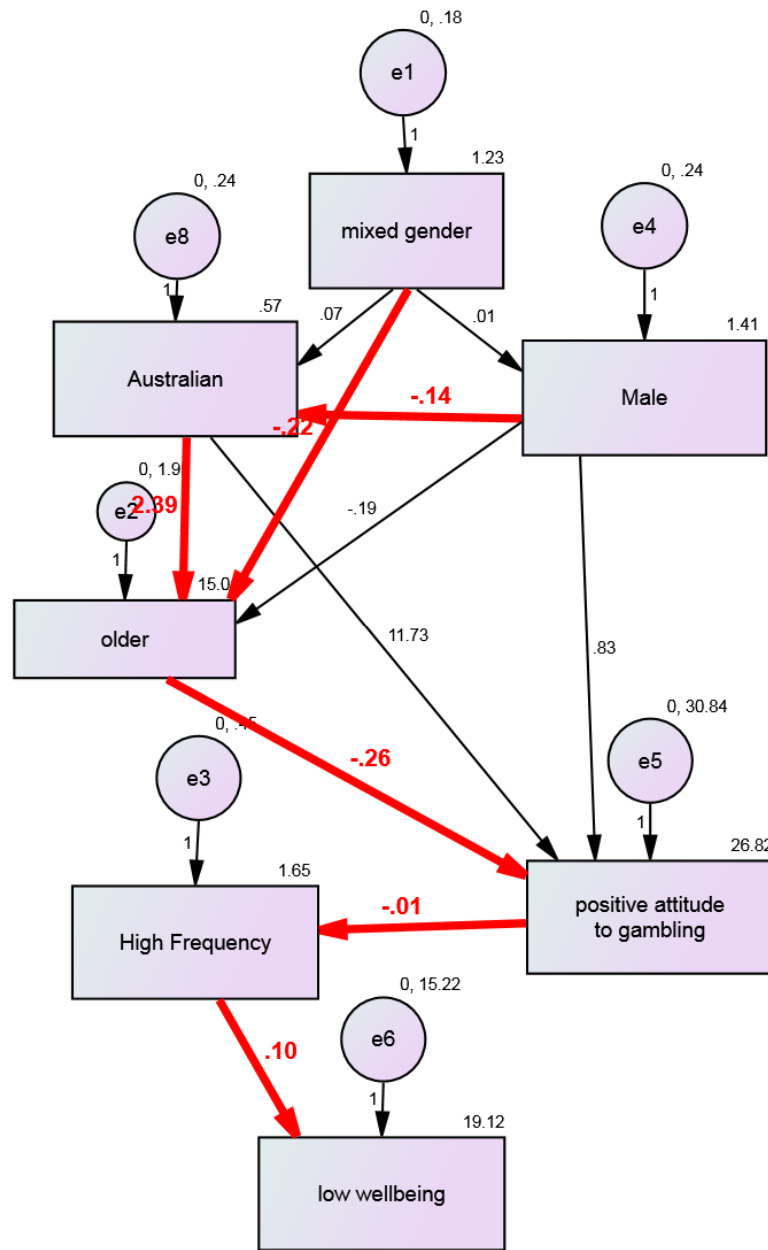 0, .18
e1
1
1.23
mixed gender
0, .24
e8
1
.57
Australian
0, .24
e4
1
1.41
Male
.07
.01
-.14
-.22
0, 1.9
e2
2.39
1
15.0
older
-.19
11.73
.83
-.26
0, .45
e3
1
1.65
High Frequency
0, 30.84
e5
1
26.82
positive attitude
to gambling
-.01
.10
0, 15.22
e6
1
19.12
low wellbeing